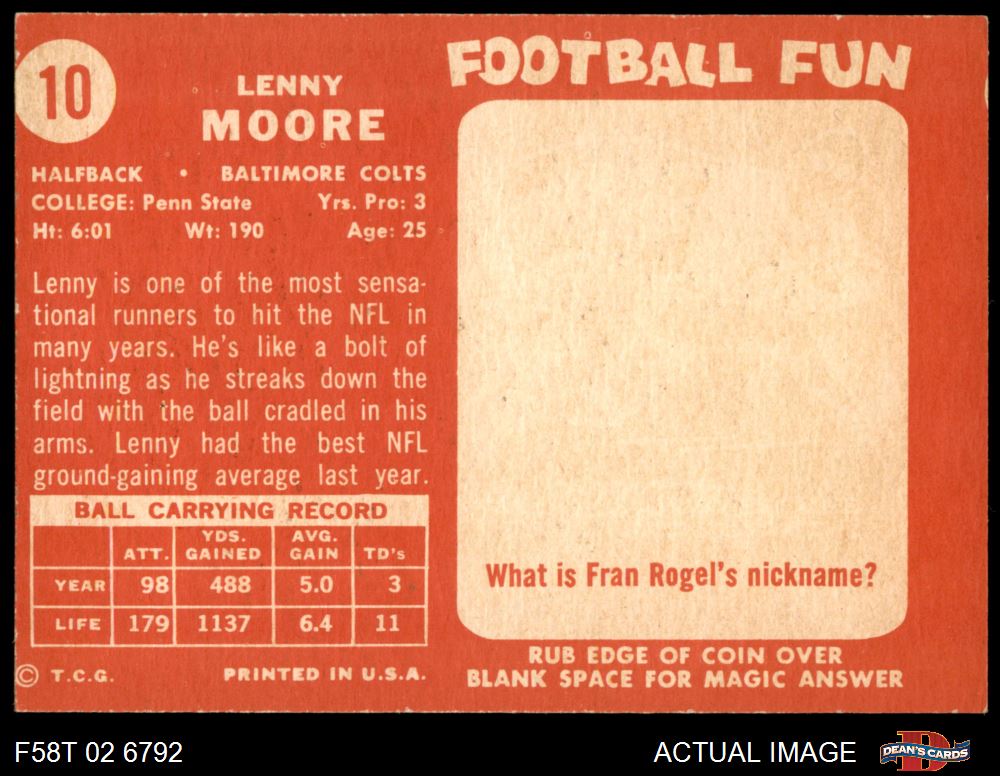 10
LENNY
MOORE
HALFBACK • BALTIMORE COLTS
COLLEGE: Penn State Yrs. Pro: 3
Ht: 6:01 Wt: 190 Age: 25
Lenny is one of the most sensa-
tional runners to hit the NFL in
many years. He's like a bolt of
lightning as he streaks down the
field with the ball cradled in his
arms. Lenny had the best NFL
ground-gaining average last year.
BALL CARRYING RECORD
ATT. YDS. GAINED AVG. GAIN TD's
YEAR 98 488 5.0 3
LIFE 179 1137 6.4 11
© T.C.G. PRINTED IN U.S.A.
FOOTBALL FUN
What is Fran Rogel's nickname?
RUB EDGE OF COIN OVER
BLANK SPACE FOR MAGIC ANSWER
F58T 02 6792
ACTUAL IMAGE
D
DEAN'S CARDS